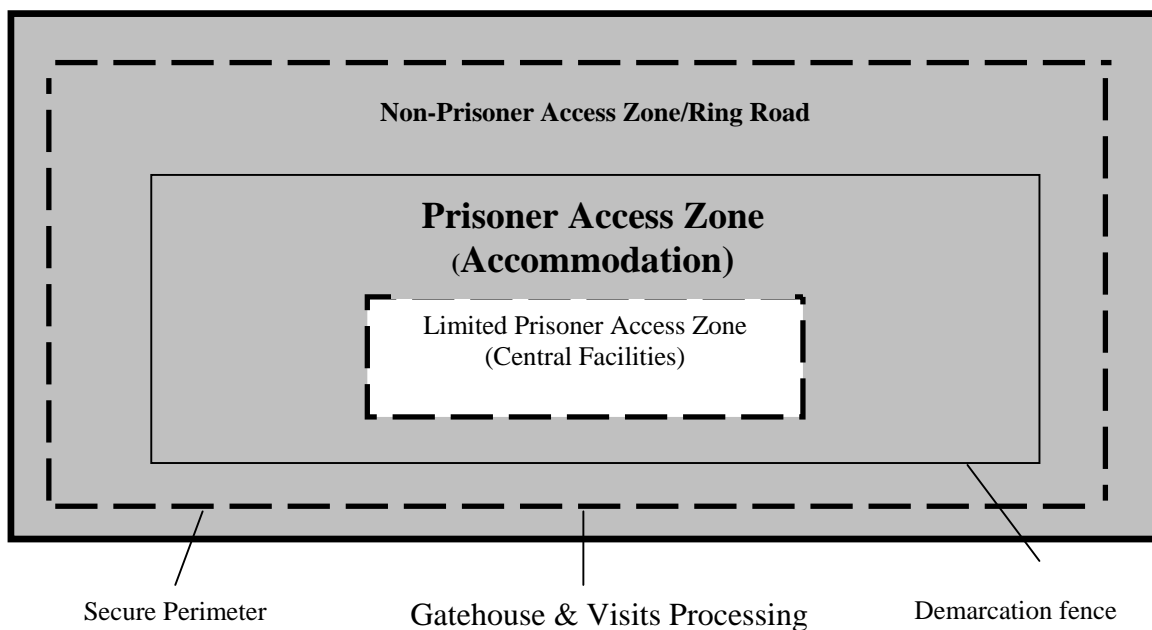 Non-Prisoner Access Zone/Ring Road
Prisoner Access Zone
(Accommodation)
Limited Prisoner Access Zone
(Central Facilities)
Secure Perimeter
Gatehouse & Visits Processing
Demarcation fence